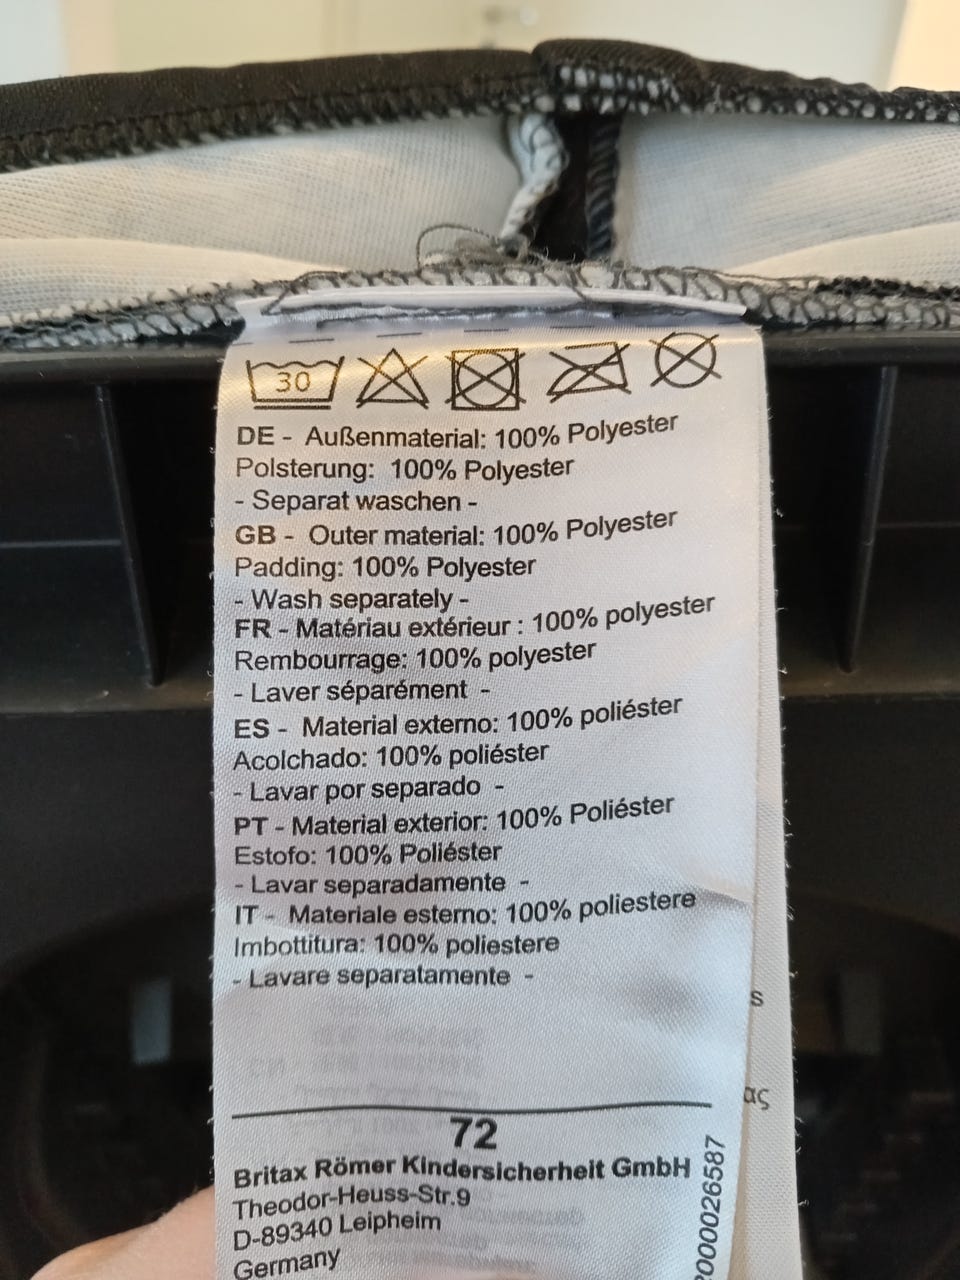 30
DE - Außenmaterial: 100% Polyester
Polsterung: 100% Polyester
- Separat waschen -
GB - Outer material: 100% Polyester
Padding: 100% Polyester
- Wash separately -
FR - Matériau extérieur : 100% polyester
Rembourrage: 100% polyester
- Laver séparément -
ES - Material externo: 100% poliéster
Acolchado: 100% poliéster
- Lavar por separado -
PT - Material exterior: 100% Poliéster
Estofo: 100% Poliéster
- Lavar separadamente -
IT - Materiale esterno: 100% poliestere
Imbottitura: 100% poliestere
- Lavare separatamente -
72
Britax Römer Kindersicherheit GmbH
Theodor-Heuss-Str.9
D-89340 Leipheim
Germany